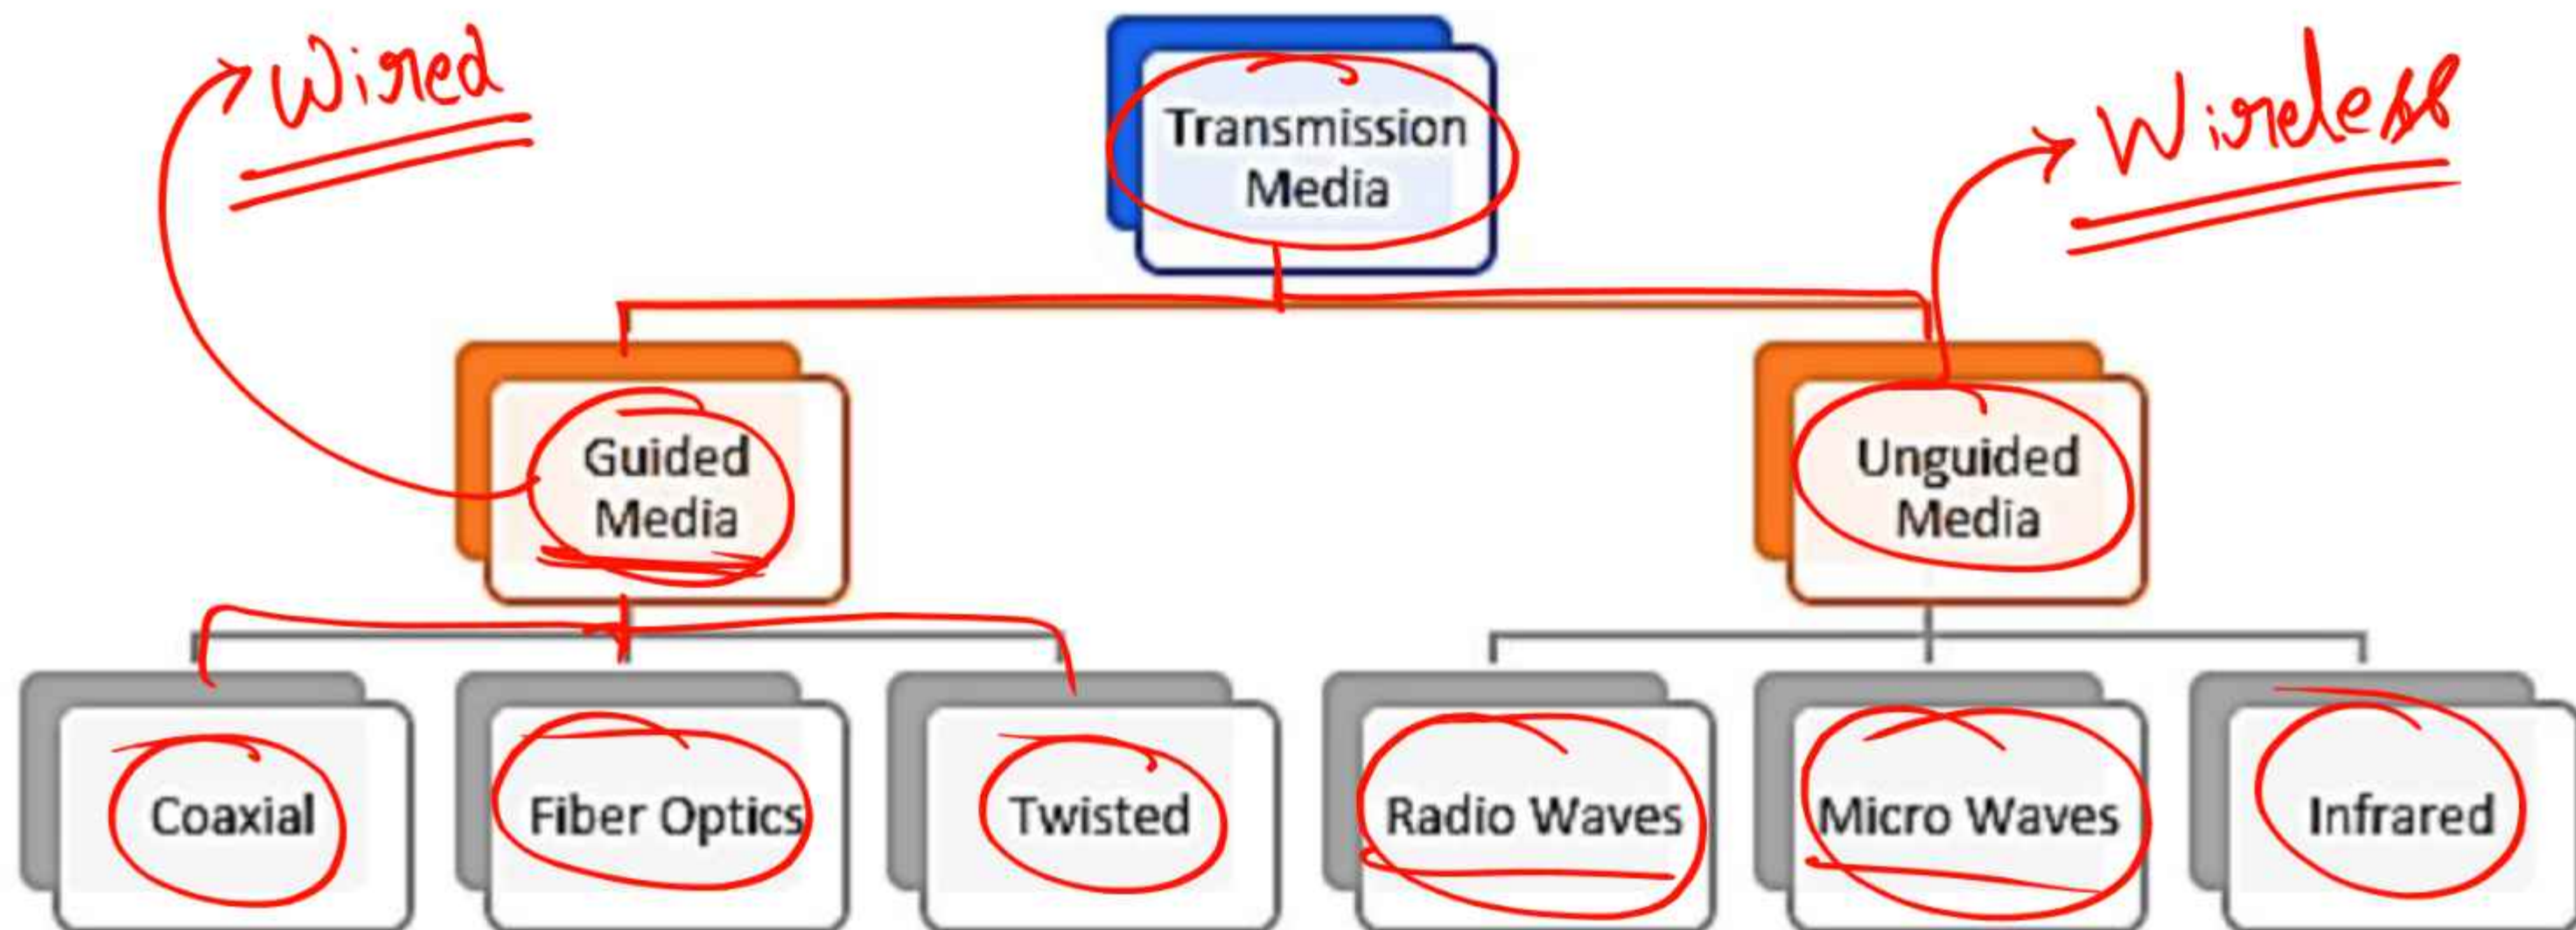 Wired
Transmission
Media
Wireless
Guided
Media
Unguided
Media
Coaxial
Fiber Optics
Twisted
Radio Waves
Micro Waves
Infrared